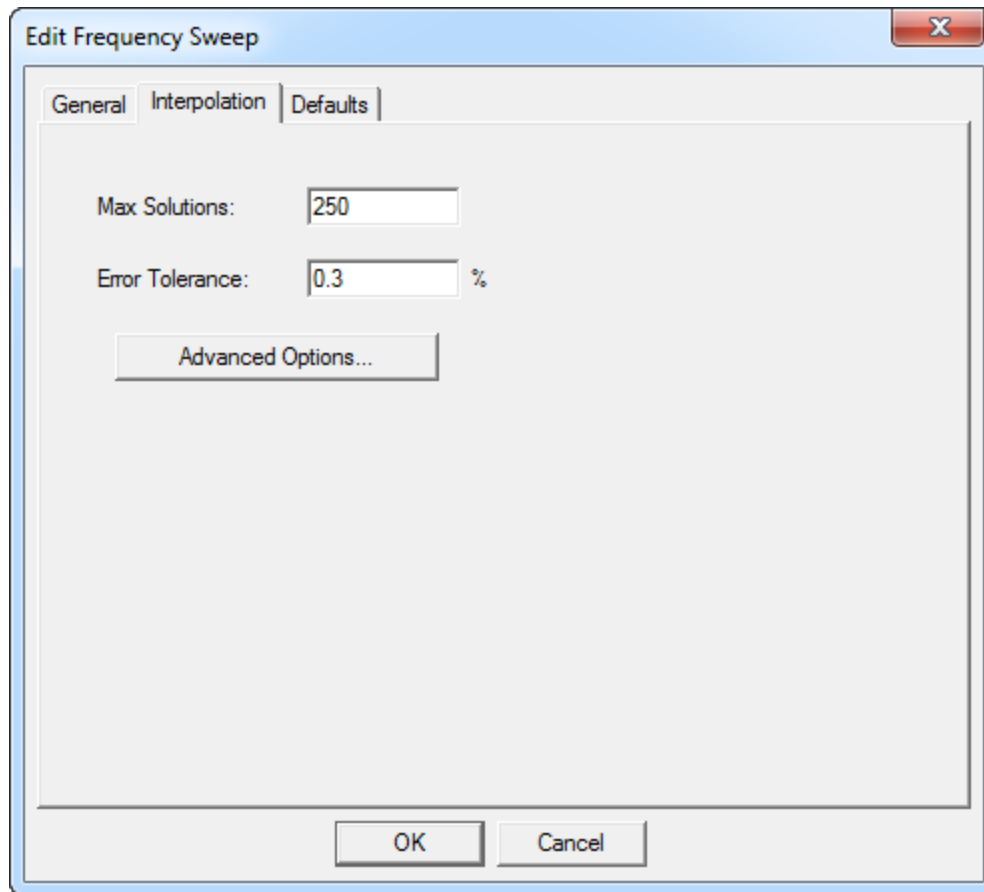 Edit Frequency Sweep
General Interpolation Defaults
Max Solutions: 250
Error Tolerance: 0.3 %
Advanced Options...
OK Cancel